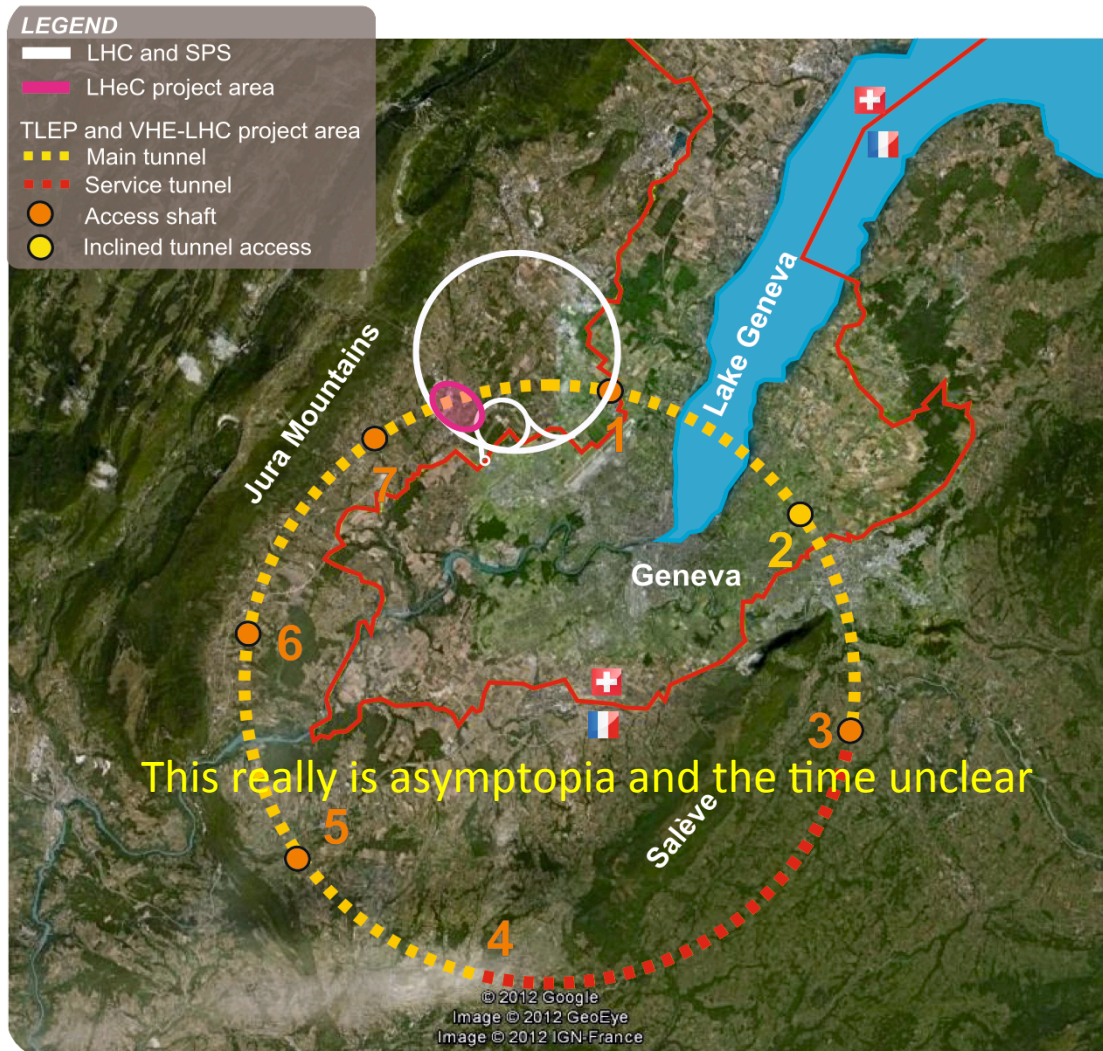 LEGEND
LHC and SPS
LHeC project area
TLEP and VHE-LHC project area
Main tunnel
Service tunnel
Access shaft
Inclined tunnel access
Lake Geneva
Jura Mountains
1
7
2
Geneva
6
3
This really is asymptopia and the time unclear
Salève
5
4
© 2012 Google
Image © 2012 GeoEye
Image © 2012 IGN-France